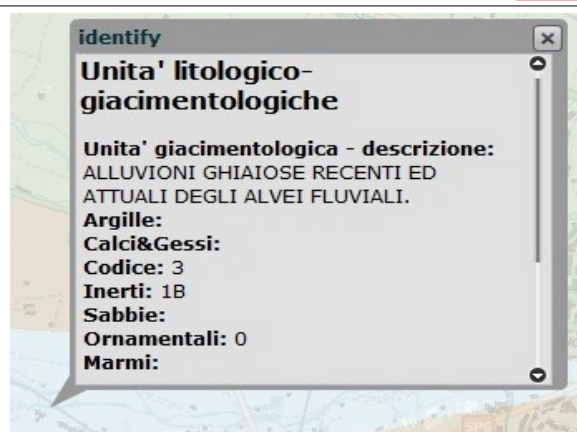 identify
Unita' litologico-
giacimentologiche
Unita' giacimentologica - descrizione:
ALLUVIONI GHIAIOSE RECENTI ED
ATTUALI DEGLI ALVEI FLUVIALI.
Argille:
Calci&Gessi:
Codice: 3
Inerti: 1B
Sabbie:
Ornamentali: 0
Marmi:
SP6